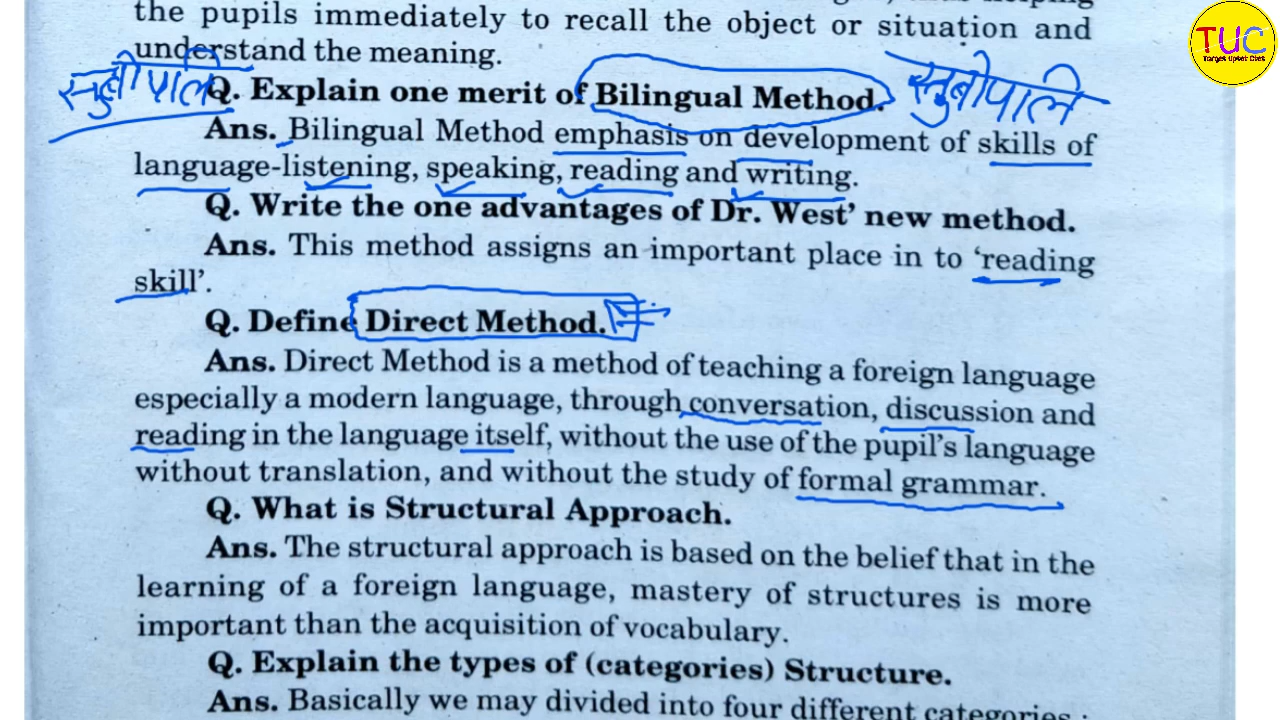 the pupils immediately to recall the object or situation and
understand the meaning.
TUC
Q. Explain one merit of Bilingual Method.
Ans. Bilingual Method emphasis on development of skills of
language-listening, speaking, reading and writing.
Q. Write the one advantages of Dr. West' new method.
Ans. This method assigns an important place in to 'reading
skill'.
Q. Define Direct Method.
Ans. Direct Method is a method of teaching a foreign language
especially a modern language, through conversation, discussion and
reading in the language itself, without the use of the pupil's language
without translation, and without the study of formal grammar.
Q. What is Structural Approach.
Ans. The structural approach is based on the belief that in the
learning of a foreign language, mastery of structures is more
important than the acquisition of vocabulary.
Q. Explain the types of (categories) Structure.
Ans. Basically we may divided into four different categories :